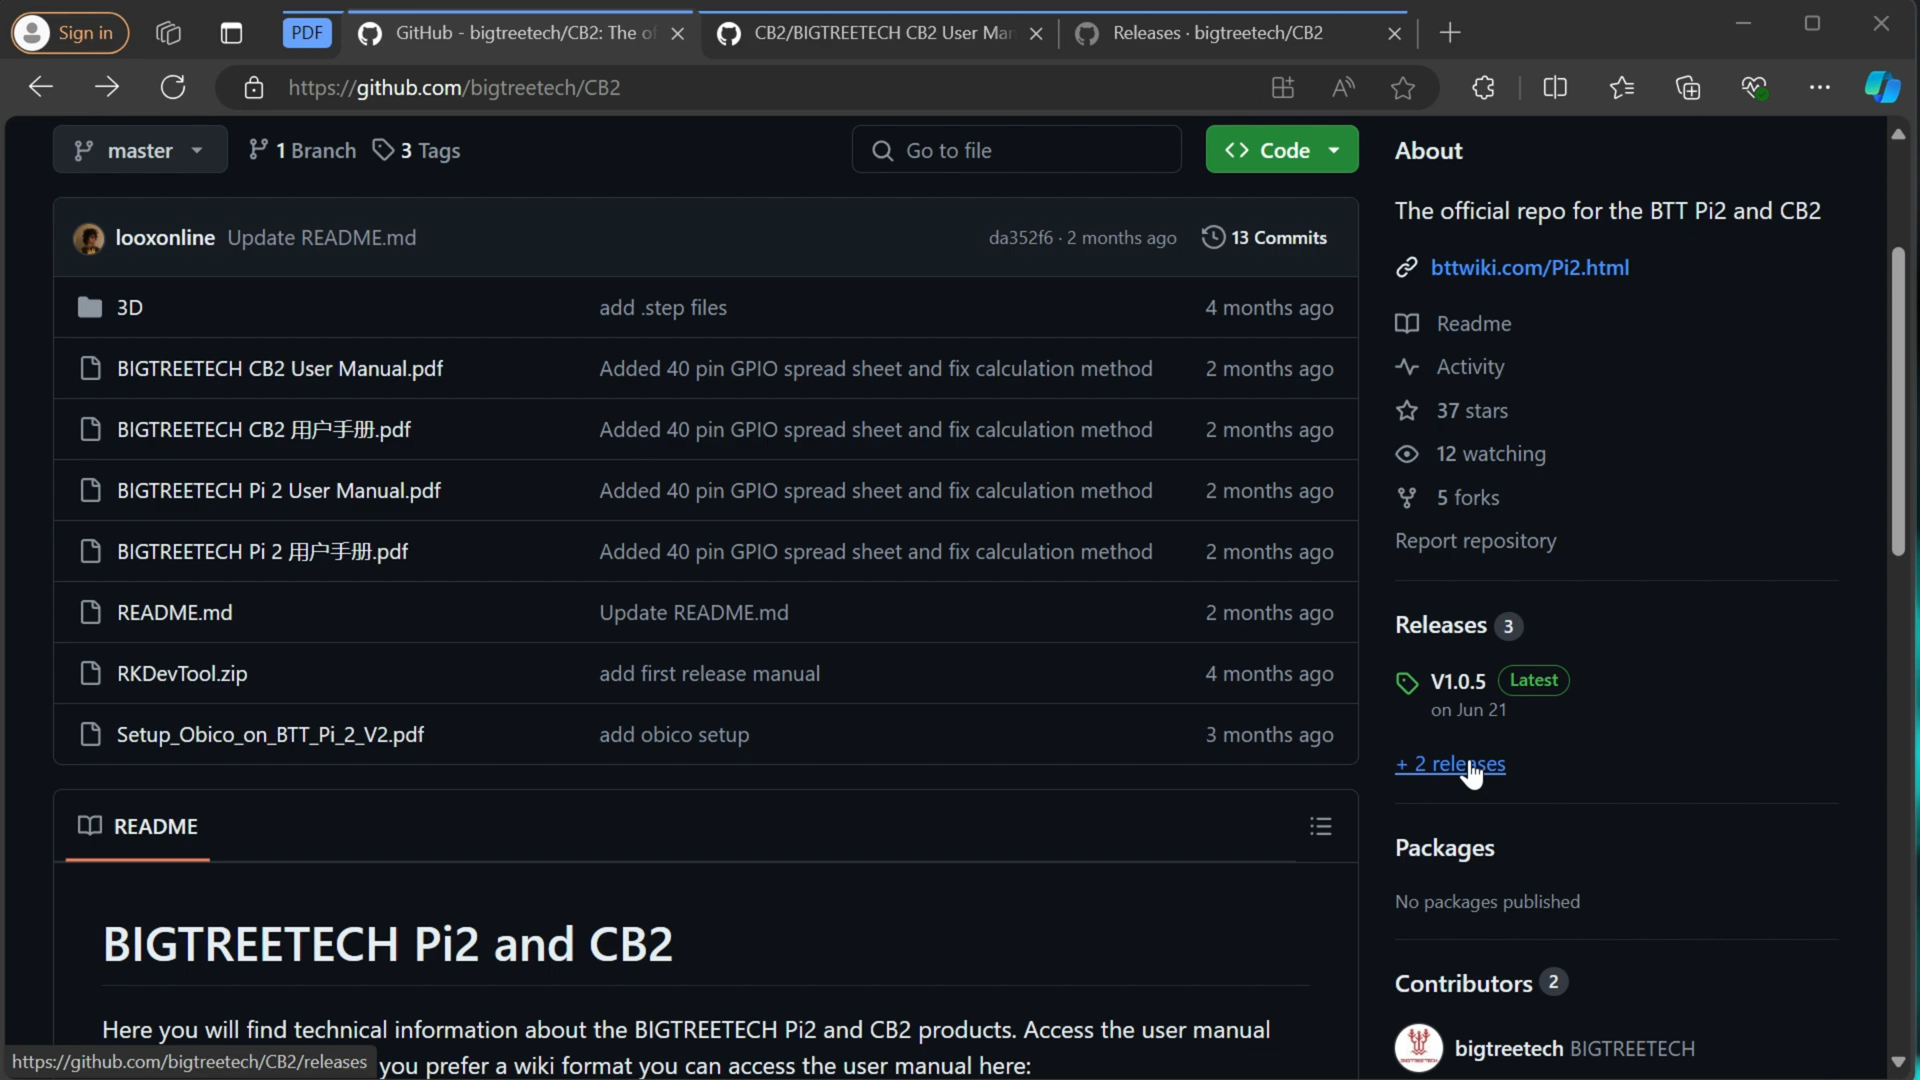 Sign in
PDF
GitHub - bigtreetech/CB2: The of
CB2/BIGTREETECH CB2 User Man
Releases · bigtreetech/CB2
https://github.com/bigtreetech/CB2
master
1 Branch
3 Tags
Go to file
Code
looxonline Update README.md
da352f6 · 2 months ago
13 Commits
3D add .step files 4 months ago
BIGTREETECH CB2 User Manual.pdf Added 40 pin GPIO spread sheet and fix calculation method 2 months ago
BIGTREETECH CB2 用户手册.pdf Added 40 pin GPIO spread sheet and fix calculation method 2 months ago
BIGTREETECH Pi 2 User Manual.pdf Added 40 pin GPIO spread sheet and fix calculation method 2 months ago
BIGTREETECH Pi 2 用户手册.pdf Added 40 pin GPIO spread sheet and fix calculation method 2 months ago
README.md Update README.md 2 months ago
RKDevTool.zip add first release manual 4 months ago
Setup_Obico_on_BTT_Pi_2_V2.pdf add obico setup 3 months ago
README
BIGTREETECH Pi2 and CB2
Here you will find technical information about the BIGTREETECH Pi2 and CB2 products. Access the user manual
you prefer a wiki format you can access the user manual here:
https://github.com/bigtreetech/CB2/releases
About
The official repo for the BTT Pi2 and CB2
bttwiki.com/Pi2.html
Readme
Activity
37 stars
12 watching
5 forks
Report repository
Releases 3
V1.0.5 Latest
on Jun 21
+ 2 releases
Packages
No packages published
Contributors 2
bigtreetech BIGTREETECH